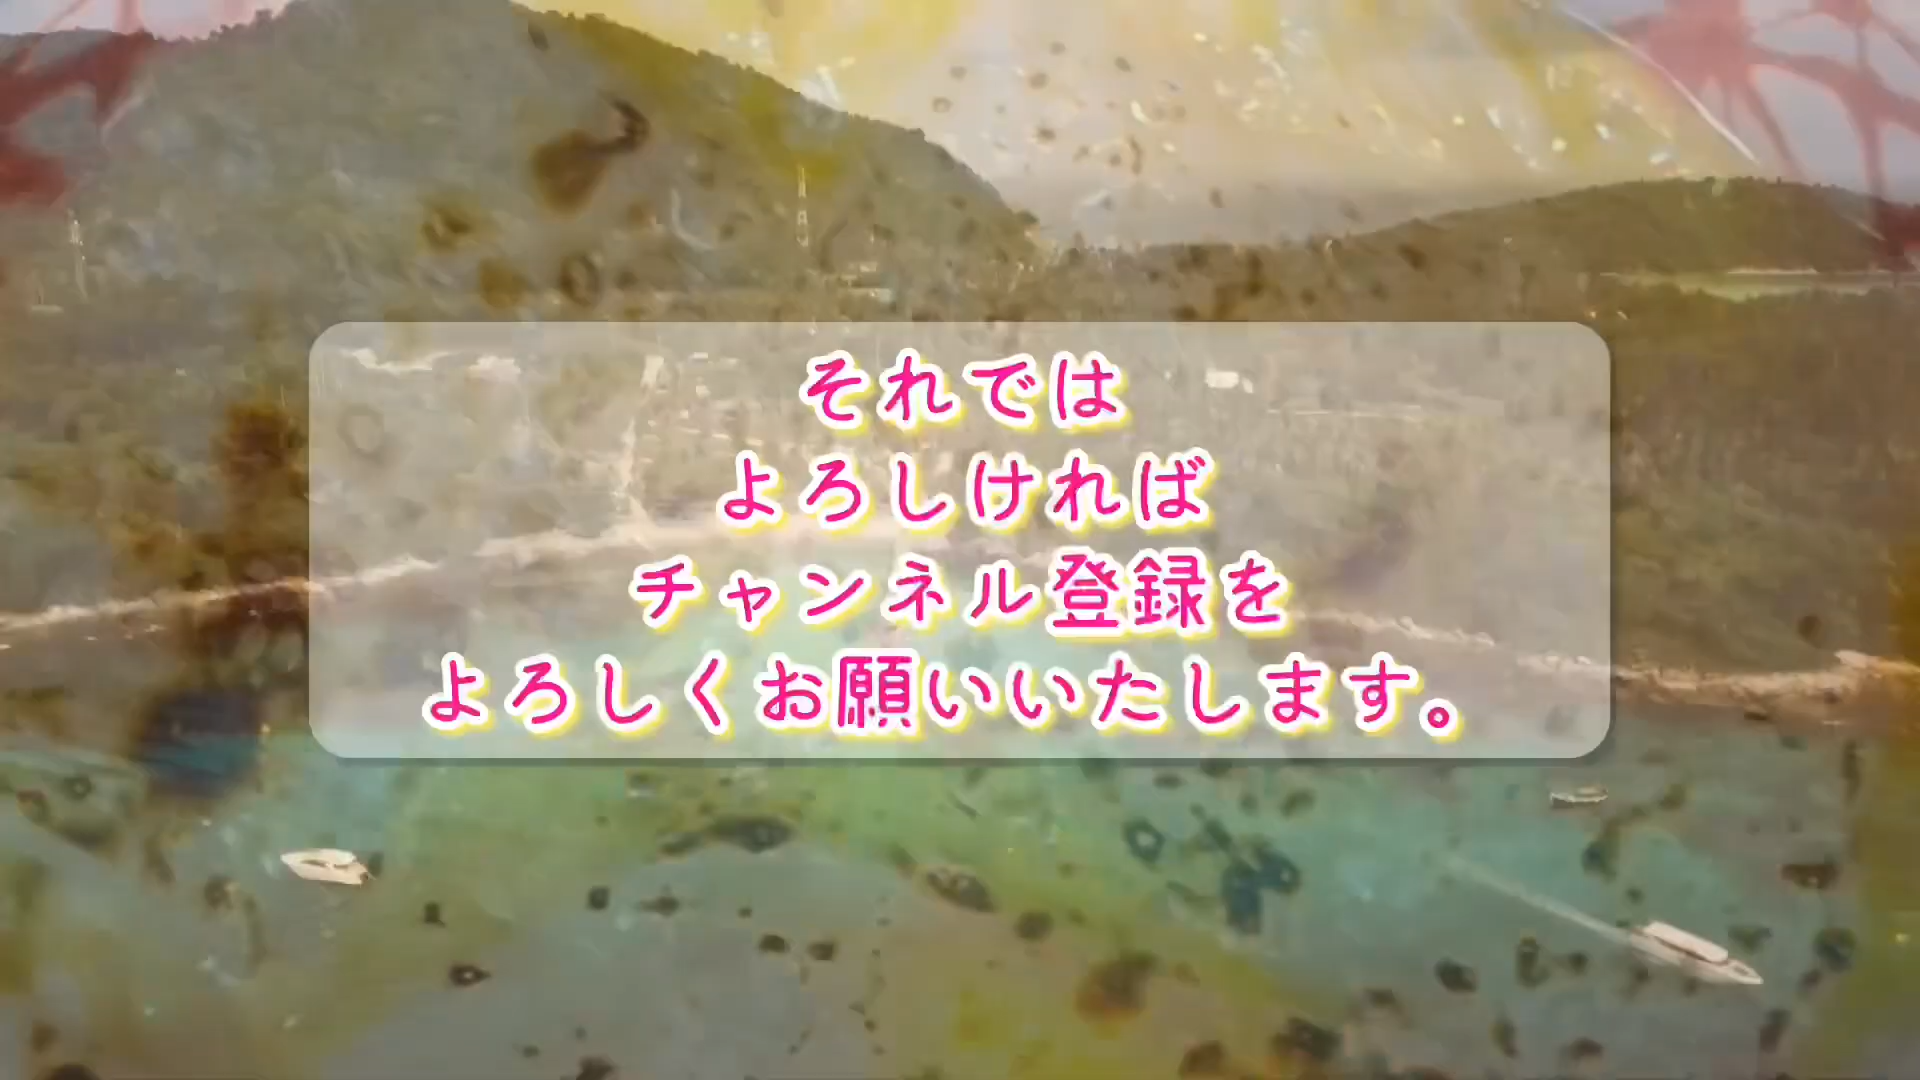 それでは
よろしければ
チャンネル登録を
よろしくお願いいたします。